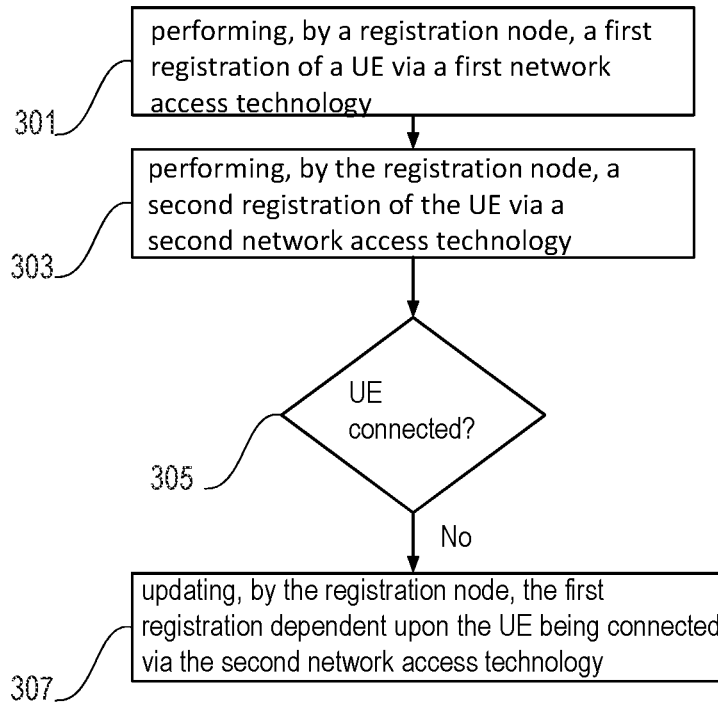 performing, by a registration node, a first
registration of a UE via a first network
access technology
301
performing, by the registration node, a
second registration of the UE via a
second network access technology
303
UE
connected?
305
No
updating, by the registration node, the first
registration dependent upon the UE being connected
via the second network access technology
307